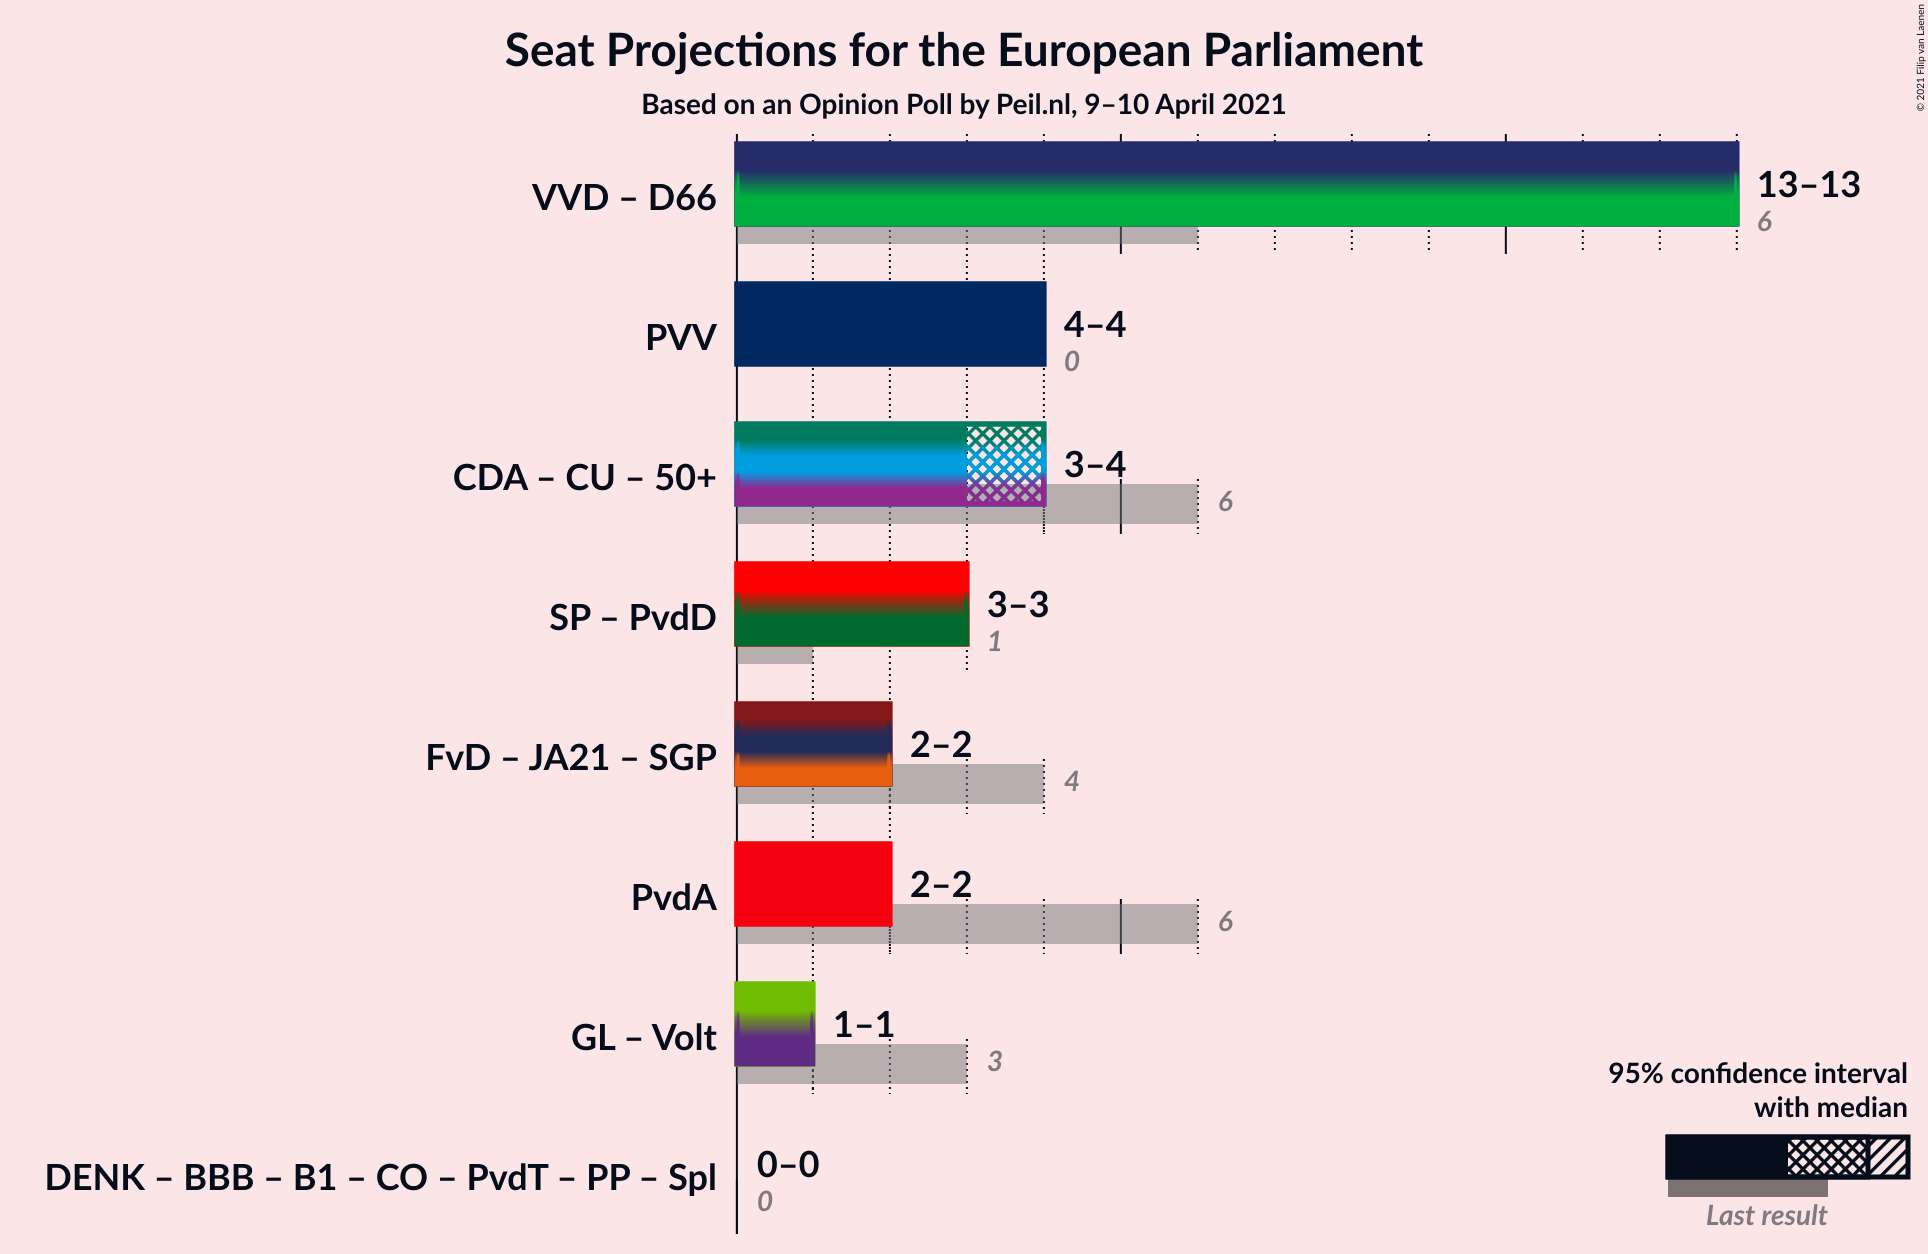 Seat Projections for the European Parliament
Based on an Opinion Poll by Peil.nl, 9–10 April 2021
© 2021 Filip van Laenen
VVD – D66
13–13
6
PVV
4–4
0
CDA – CU – 50+
3–4
6
SP – PvdD
3–3
1
FvD – JA21 – SGP
2–2
4
PvdA
2–2
6
GL – Volt
1–1
3
DENK – BBB – B1 – CO – PvdT – PP – Spl
0–0
0
95% confidence interval
with median
Last result